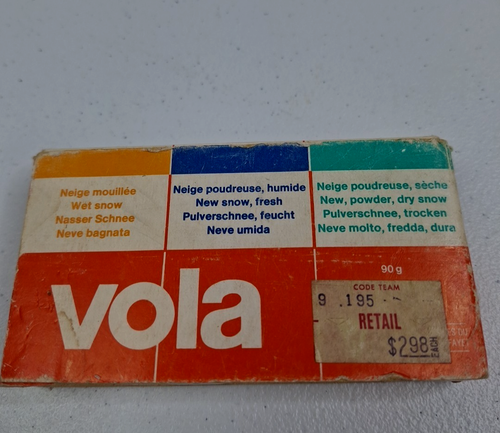 Neige mouillée
Wet snow
Nasser Schnee
Neve bagnata
Neige poudreuse, humide
New snow, fresh
Pulverschnee, feucht
Neve umida
Neige poudreuse, sèche
New, powder, dry snow
Pulverschnee, trocken
Neve molto, fredda, dura
90 g
vola
CODE TEAM
9 .195 -
RETAIL
$2.98 EACH